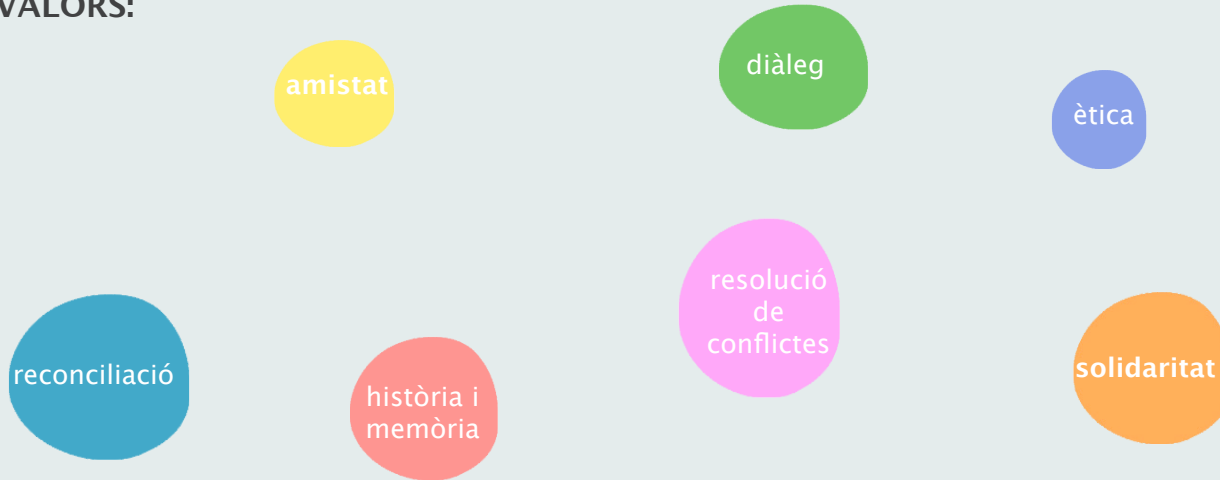 VALORS:
amistat
diàleg
ètica
resolució
de
conflictes
reconciliació
història i
memòria
solidaritat